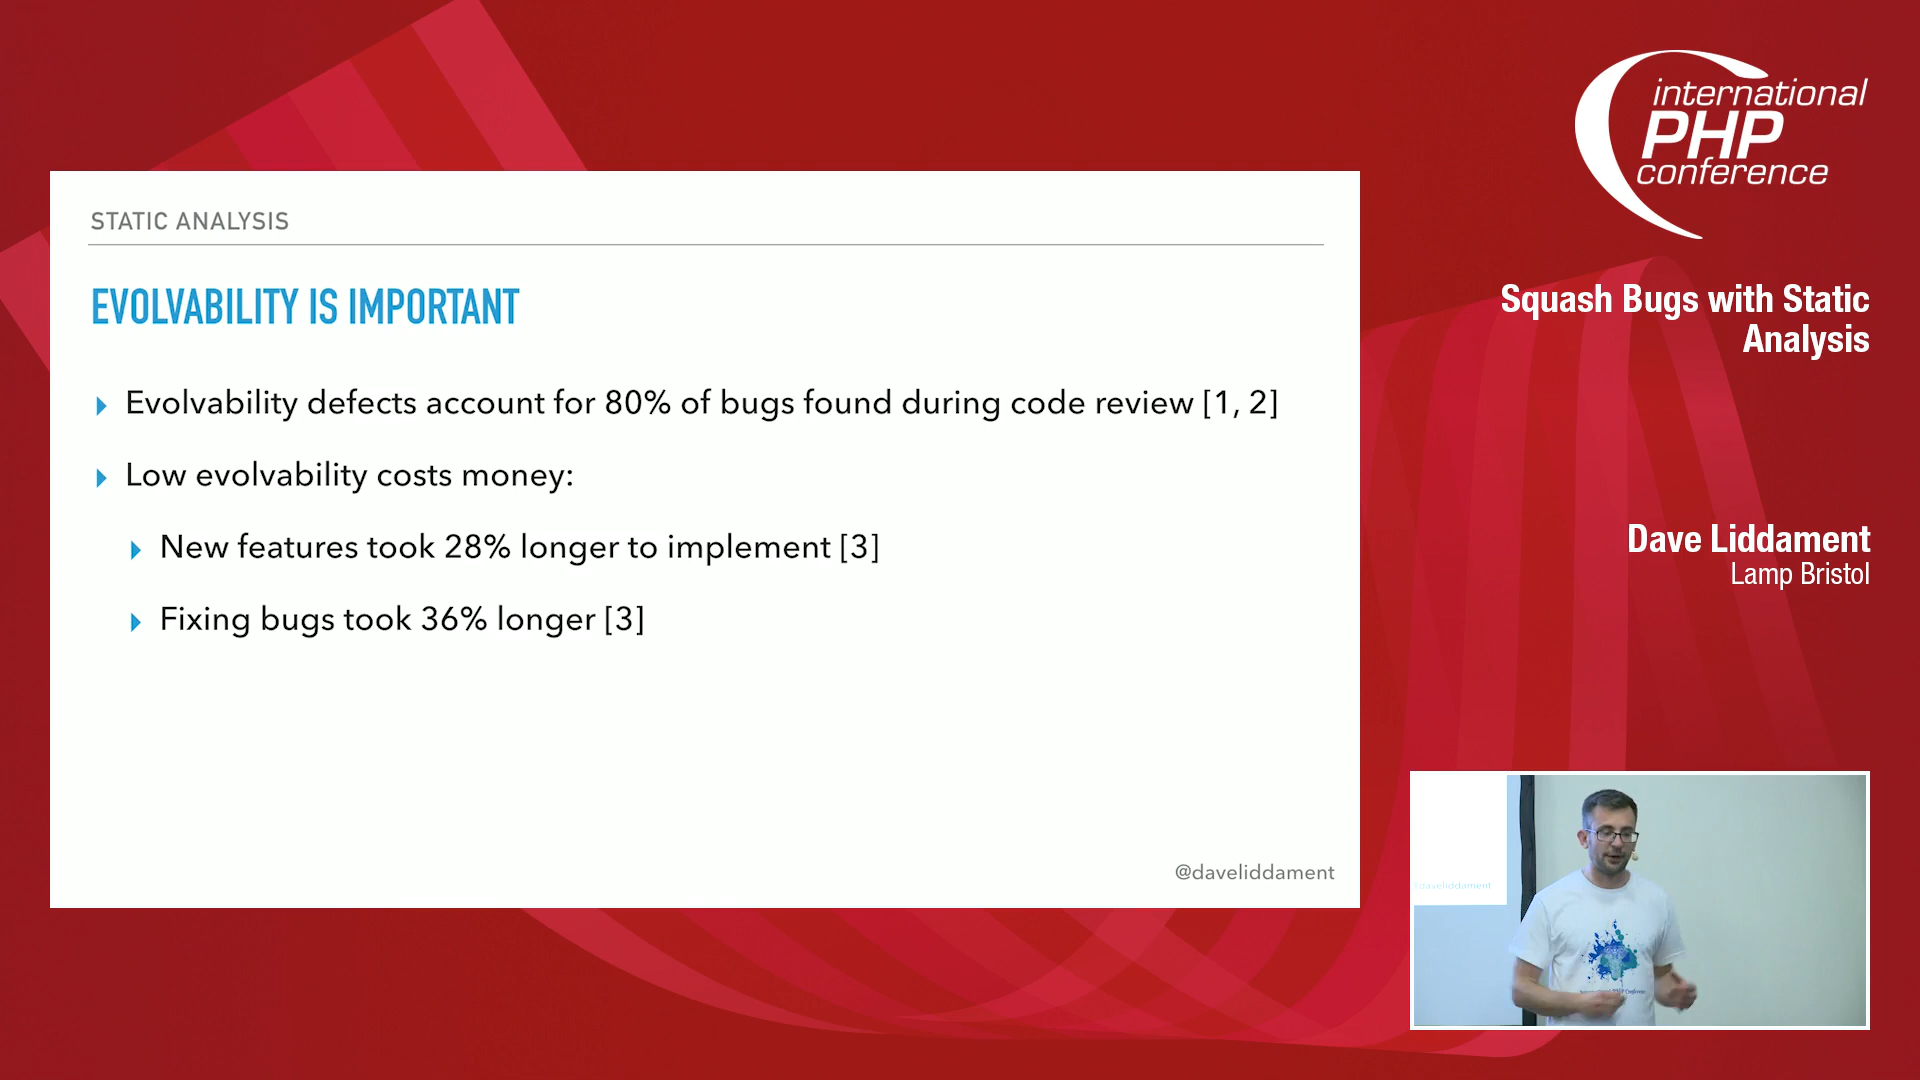 STATIC ANALYSIS
EVOLVABILITY IS IMPORTANT
Evolvability defects account for 80% of bugs found during code review [1, 2]
Low evolvability costs money:
New features took 28% longer to implement [3]
Fixing bugs took 36% longer [3]
@daveliddament
international
PHP
conference
Squash Bugs with Static
Analysis
Dave Liddament
Lamp Bristol
daveliddament